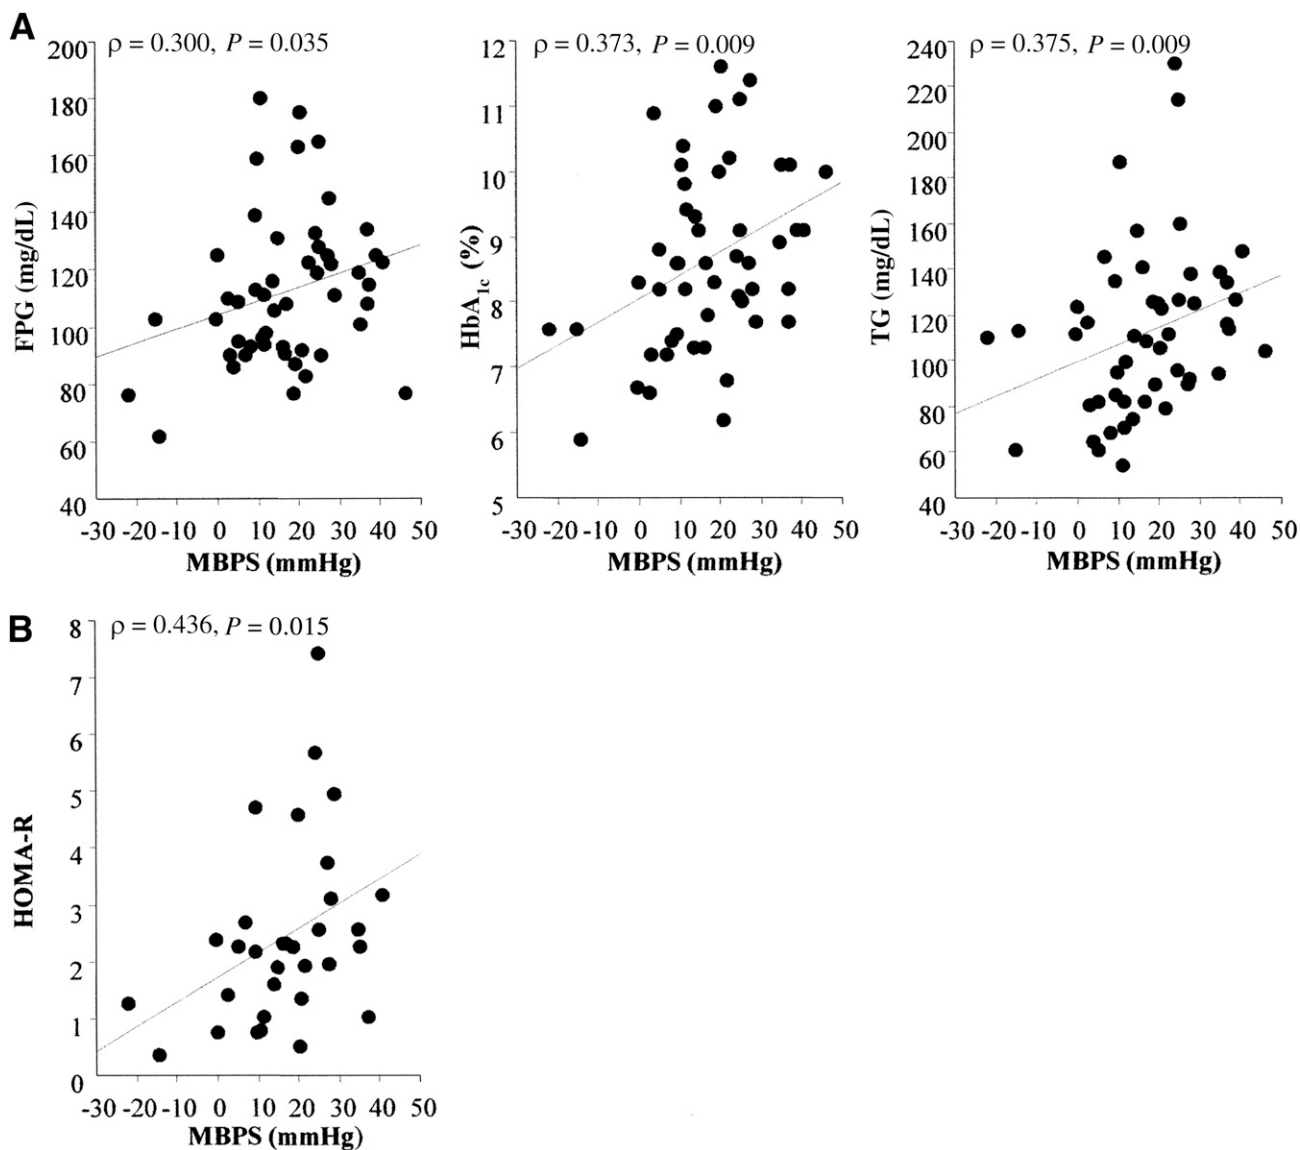 A
ρ = 0.300, P = 0.035
200
180
160
140
120
100
80
60
40
FPG (mg/dL)
-30 -20 -10 0 10 20 30 40 50
MBPS (mmHg)
ρ = 0.373, P = 0.009
12
11
10
9
8
7
6
5
HbA1c (%)
-30 -20 -10 0 10 20 30 40 50
MBPS (mmHg)
ρ = 0.375, P = 0.009
240
220
200
180
160
140
120
100
80
60
40
TG (mg/dL)
-30 -20 -10 0 10 20 30 40 50
MBPS (mmHg)
B
ρ = 0.436, P = 0.015
8
7
6
5
4
3
2
1
0
HOMA-R
-30 -20 -10 0 10 20 30 40 50
MBPS (mmHg)